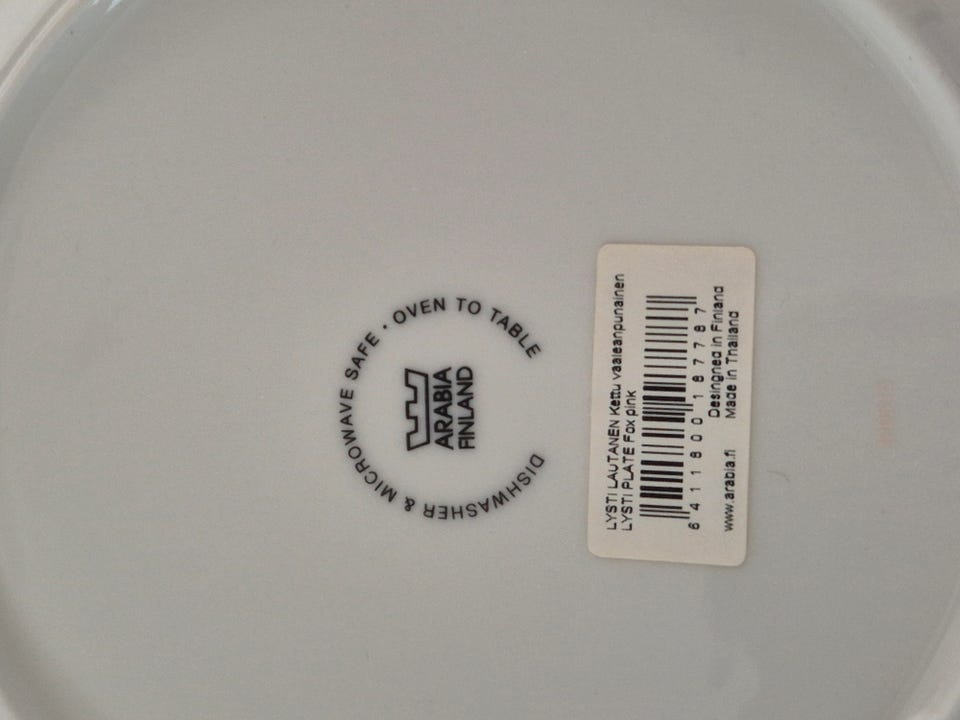 DISHWASHER & MICROWAVE SAFE · OVEN TO TABLE
ARABIA
FINLAND
LYSTI LAUTANEN Kettu vaaleanpunainen
LYSTI PLATE Fox pink
6 411800 187787
Desingned in Finland
www.arabia.fi Made in Thailand